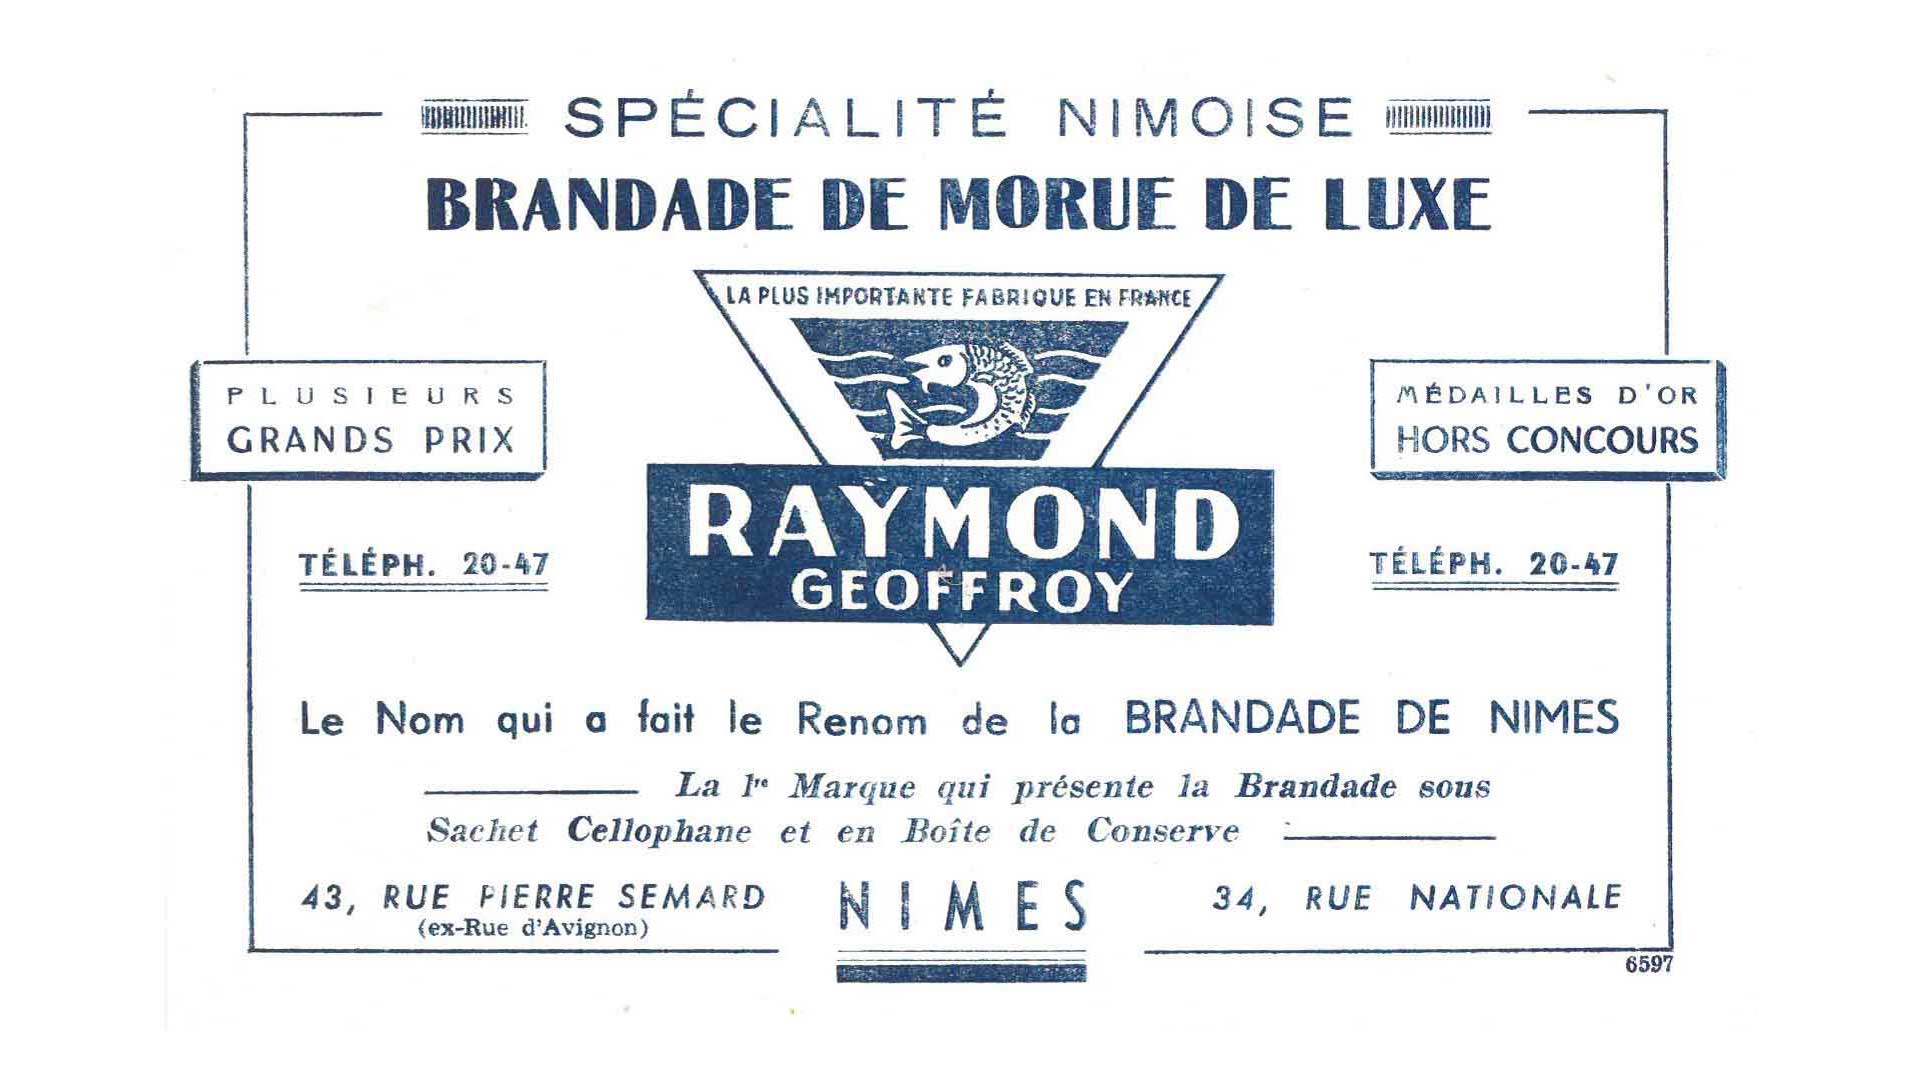 SPÉCIALITÉ NIMOISE
BRANDADE DE MORUE DE LUXE
LA PLUS IMPORTANTE FABRIQUE EN FRANCE
PLUSIEURS
GRANDS PRIX
MÉDAILLES D'OR
HORS CONCOURS
RAYMOND
GEOFFROY
TÉLÉPH. 20-47
TÉLÉPH. 20-47
Le Nom qui a fait le Renom de la BRANDADE DE NIMES
La 1re Marque qui présente la Brandade sous
Sachet Cellophane et en Boîte de Conserve
43, RUE PIERRE SEMARD
(ex-Rue d'Avignon)
NIMES
34, RUE NATIONALE
6597